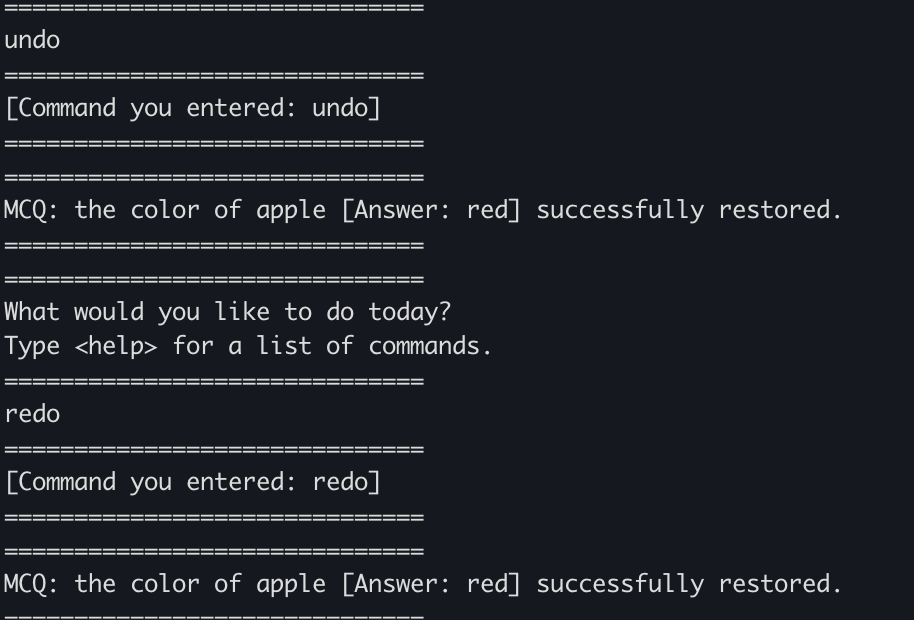 ==============================
undo
==============================
[Command you entered: undo]
==============================
==============================
MCQ: the color of apple [Answer: red] successfully restored.
==============================
==============================
What would you like to do today?
Type <help> for a list of commands.
==============================
redo
==============================
[Command you entered: redo]
==============================
==============================
MCQ: the color of apple [Answer: red] successfully restored.
==============================